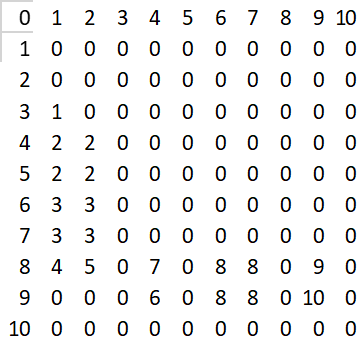 0 1 2 3 4 5 6 7 8 9 10
1 0 0 0 0 0 0 0 0 0 0
2 0 0 0 0 0 0 0 0 0 0
3 1 0 0 0 0 0 0 0 0 0
4 2 2 0 0 0 0 0 0 0 0
5 2 2 0 0 0 0 0 0 0 0
6 3 3 0 0 0 0 0 0 0 0
7 3 3 0 0 0 0 0 0 0 0
8 4 5 0 7 0 8 8 0 9 0
9 0 0 0 6 0 8 8 0 10 0
10 0 0 0 0 0 0 0 0 0 0